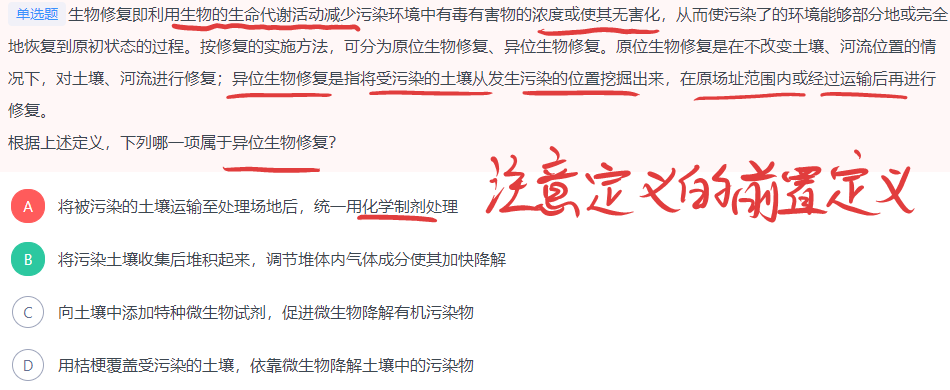 单选题 生物修复即利用生物的生命代谢活动减少污染环境中有毒有害物的浓度或使其无害化，从而使污染了的环境能够部分地或完全
地恢复到原初状态的过程。按修复的实施方法，可分为原位生物修复、异位生物修复。原位生物修复是在不改变土壤、河流位置的情
况下，对土壤、河流进行修复；异位生物修复是指将受污染的土壤从发生污染的位置挖掘出来，在原场址范围内或经过运输后再进行
修复。
根据上述定义，下列哪一项属于异位生物修复？
注意定义的前置定义
A 将被污染的土壤运输至处理场地后，统一用化学制剂处理
B 将污染土壤收集后堆积起来，调节堆体内气体成分使其加快降解
C 向土壤中添加特种微生物试剂，促进微生物降解有机污染物
D 用桔梗覆盖受污染的土壤，依靠微生物降解土壤中的污染物